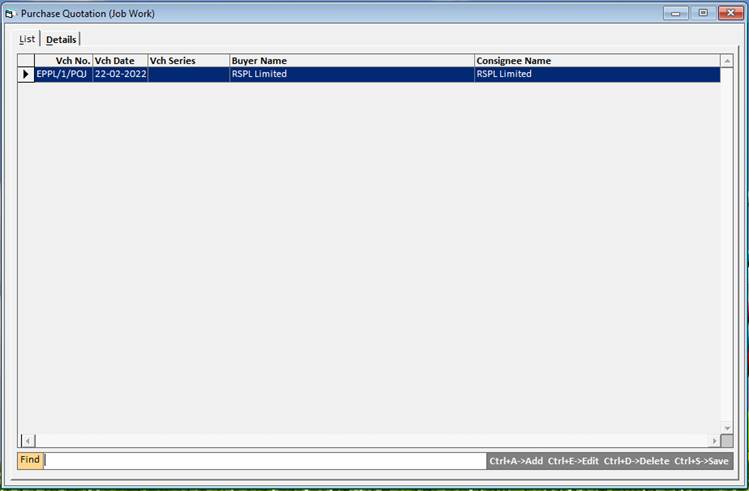 Purchase Quotation (Job Work)
List Details
Vch No. Vch Date Vch Series Buyer Name Consignee Name
EPPL/1/PQJ 22-02-2022 RSPL Limited RSPL Limited
Find Ctrl+A->Add Ctrl+E->Edit Ctrl+D->Delete Ctrl+S->Save